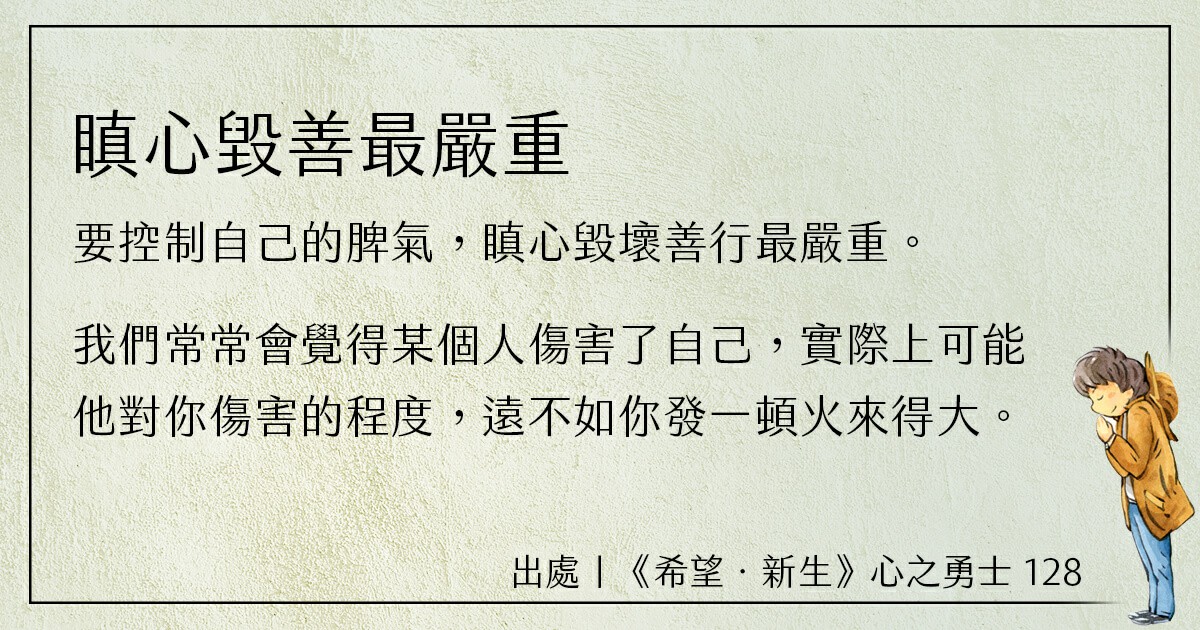 瞋心毀善最嚴重
要控制自己的脾氣，瞋心毀壞善行最嚴重。
我們常常會覺得某個人傷害了自己，實際上可能
他對你傷害的程度，遠不如你發一頓火來得大。
出處｜《希望．新生》心之勇士 128